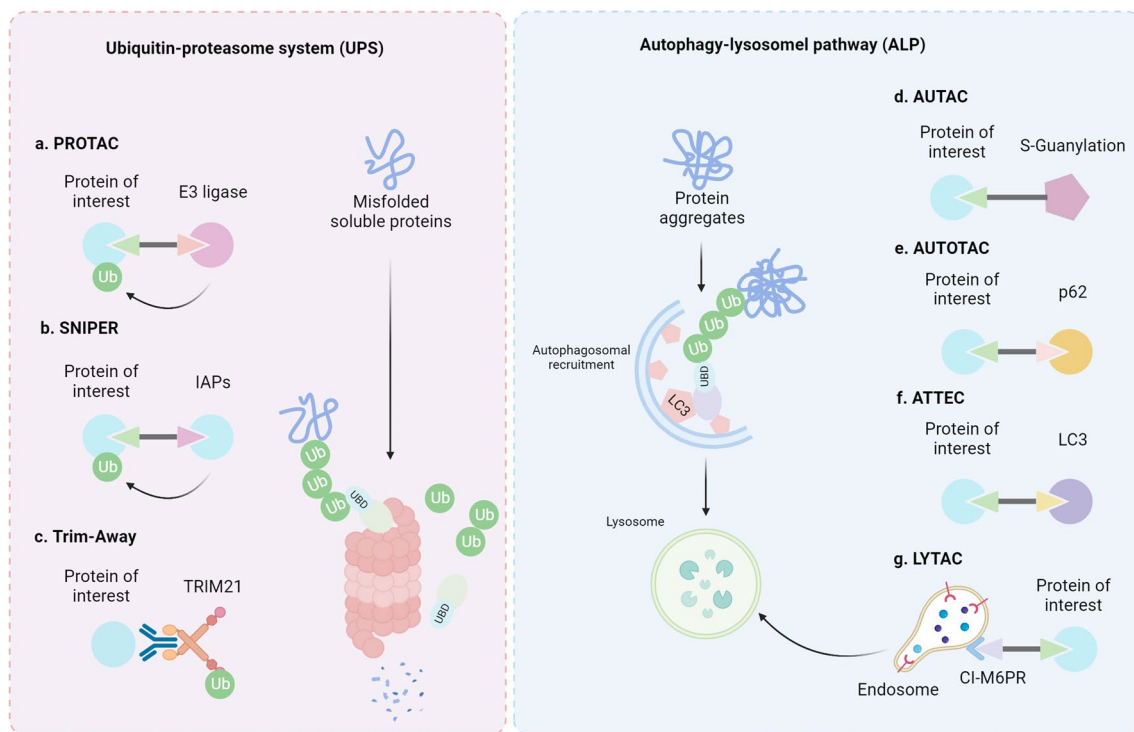 Ubiquitin-proteasome system (UPS)
a. PROTAC
Protein of
interest
E3 ligase
Ub
b. SNIPER
Protein of
interest
IAPs
Ub
c. Trim-Away
Protein of
interest
TRIM21
Ub
Misfolded
soluble proteins
Ub
Ub
Ub
UBD
Ub
Ub
Ub
UBD
Autophagy-lysosomel pathway (ALP)
Protein
aggregates
Ub
Ub
Ub
UBD
LC3
Autophagosomal
recruitment
Lysosome
d. AUTAC
Protein of
interest
S-Guanylation
e. AUTOTAC
Protein of
interest
p62
f. ATTEC
Protein of
interest
LC3
g. LYTAC
Protein of
interest
CI-M6PR
Endosome